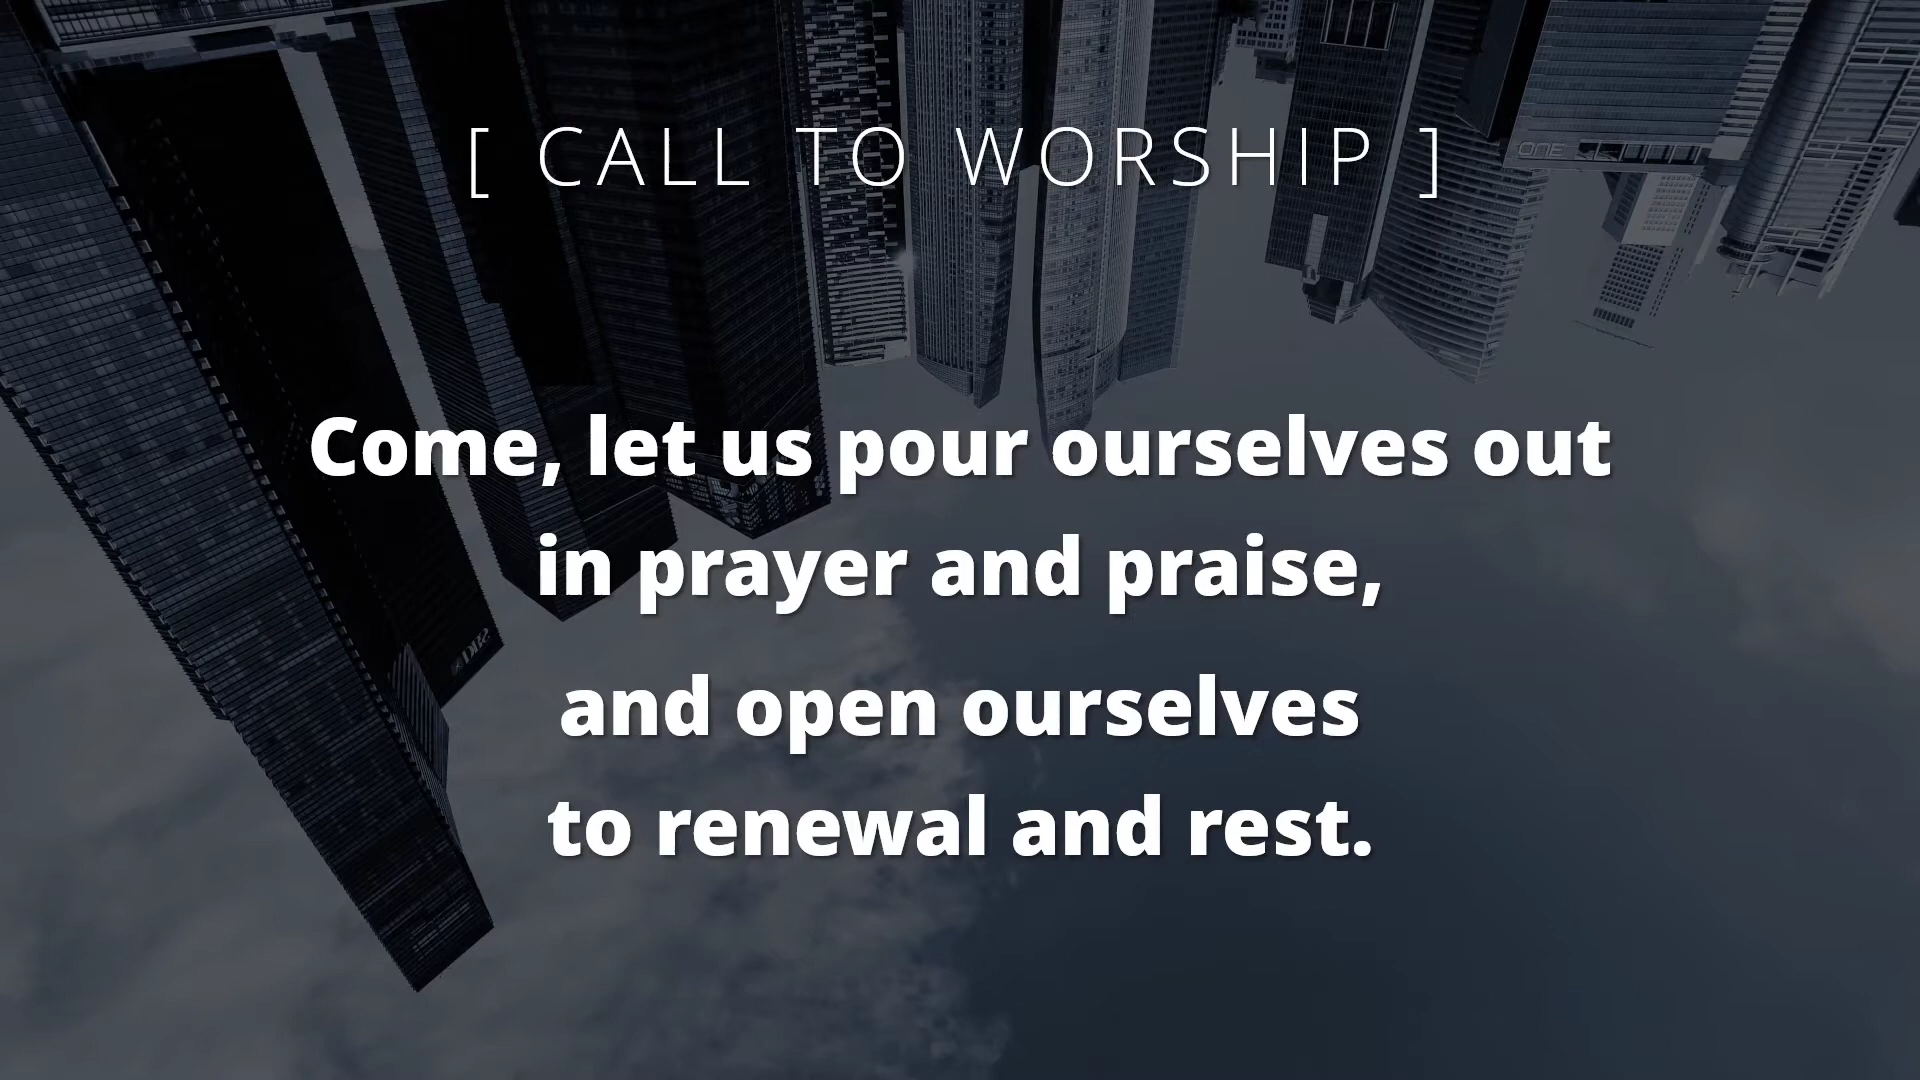 [ CALL TO WORSHIP ]
ONE
Come, let us pour ourselves out
in prayer and praise,
and open ourselves
to renewal and rest.